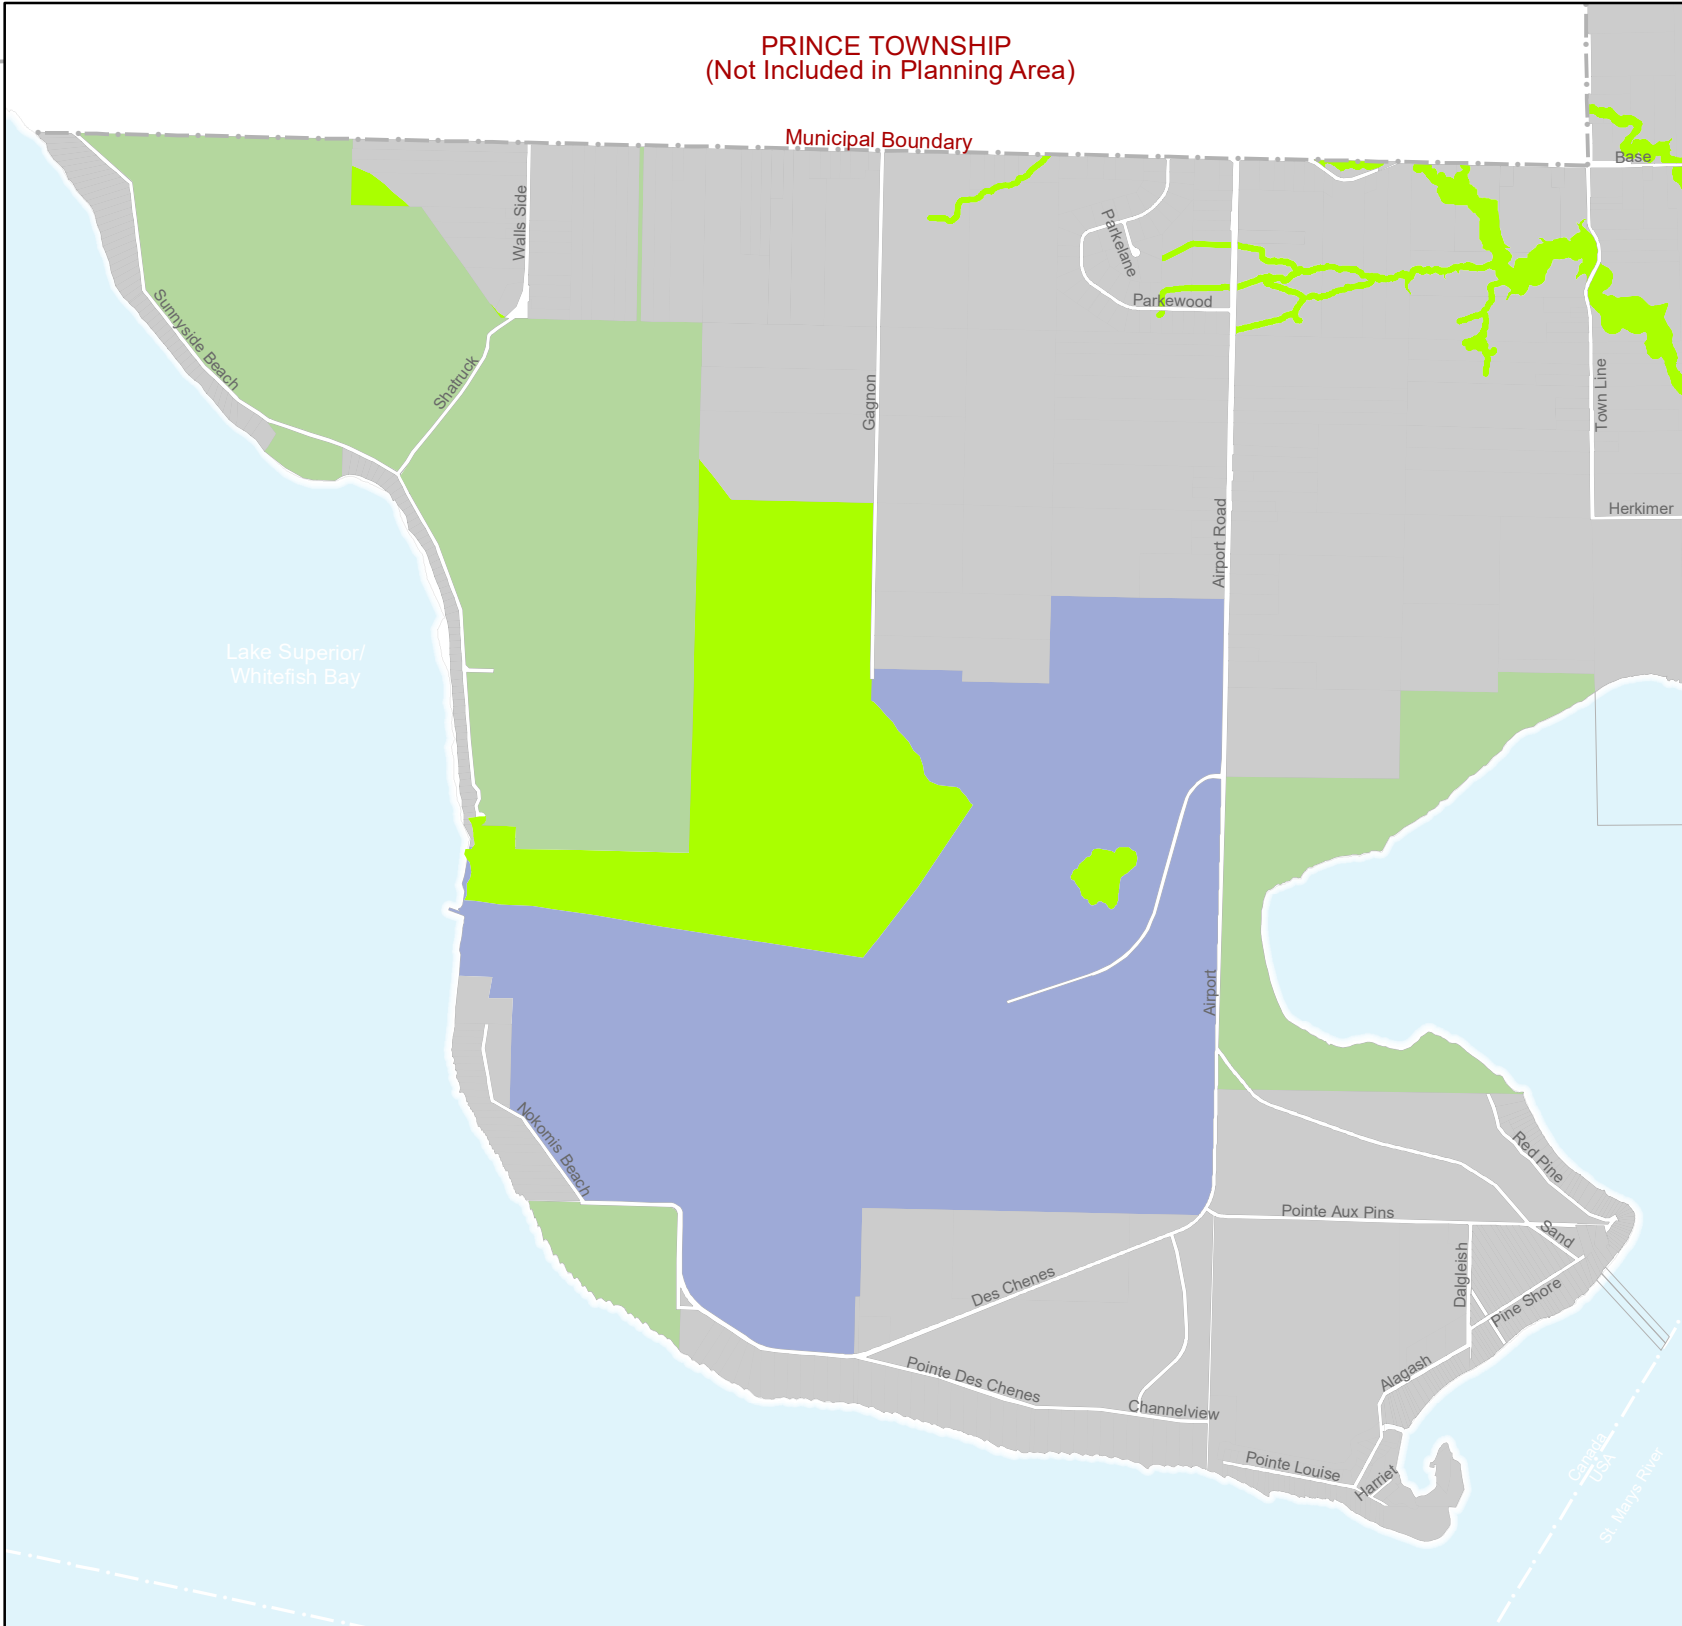 PRINCE TOWNSHIP
(Not Included in Planning Area)
Municipal Boundary
Base
Walls Side
Parkelane
Parkewood
Sunnyside Beach
Shatruck
Gagnon
Town Line
Herkimer
Airport Road
Lake Superior/
Whitefish Bay
Airport
Nokomis Beach
Red Pine
Pointe Aux Pins
Sand
Dalgleish
Des Chenes
Pine Shore
Pointe Des Chenes
Alagash
Channelview
Pointe Louise
Harriet
Canada
USA
St. Marys River